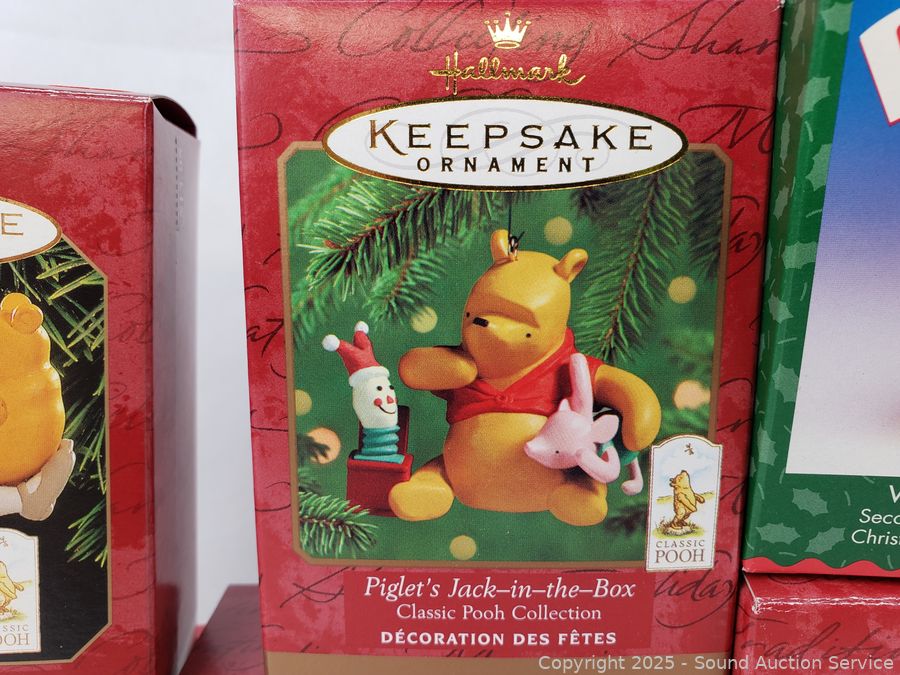 Hallmark
KEEPSAKE
ORNAMENT
CLASSIC
POOH
Piglet's Jack–in–the–Box
Classic Pooh Collection
DÉCORATION DES FÊTES
Copyright 2025 - Sound Auction Service